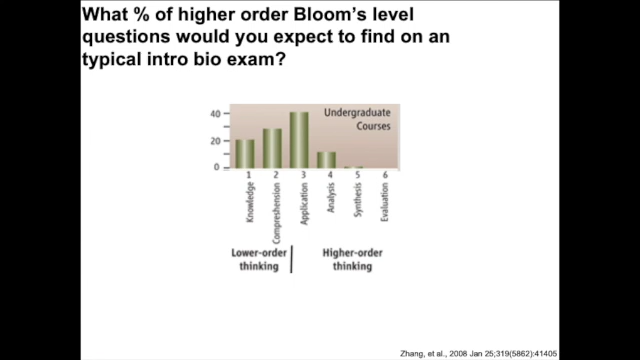 What % of higher order Bloom’s level
questions would you expect to find on an
typical intro bio exam?
Undergraduate
Courses
40
20
0
1 2 3 4 5 6
Knowledge
Compreshension
Application
Analysis
Synthesis
Evaluation
Lower-order
thinking
Higher-order
thinking
Zhang, et al., 2008 Jan 25;319(5862):41405